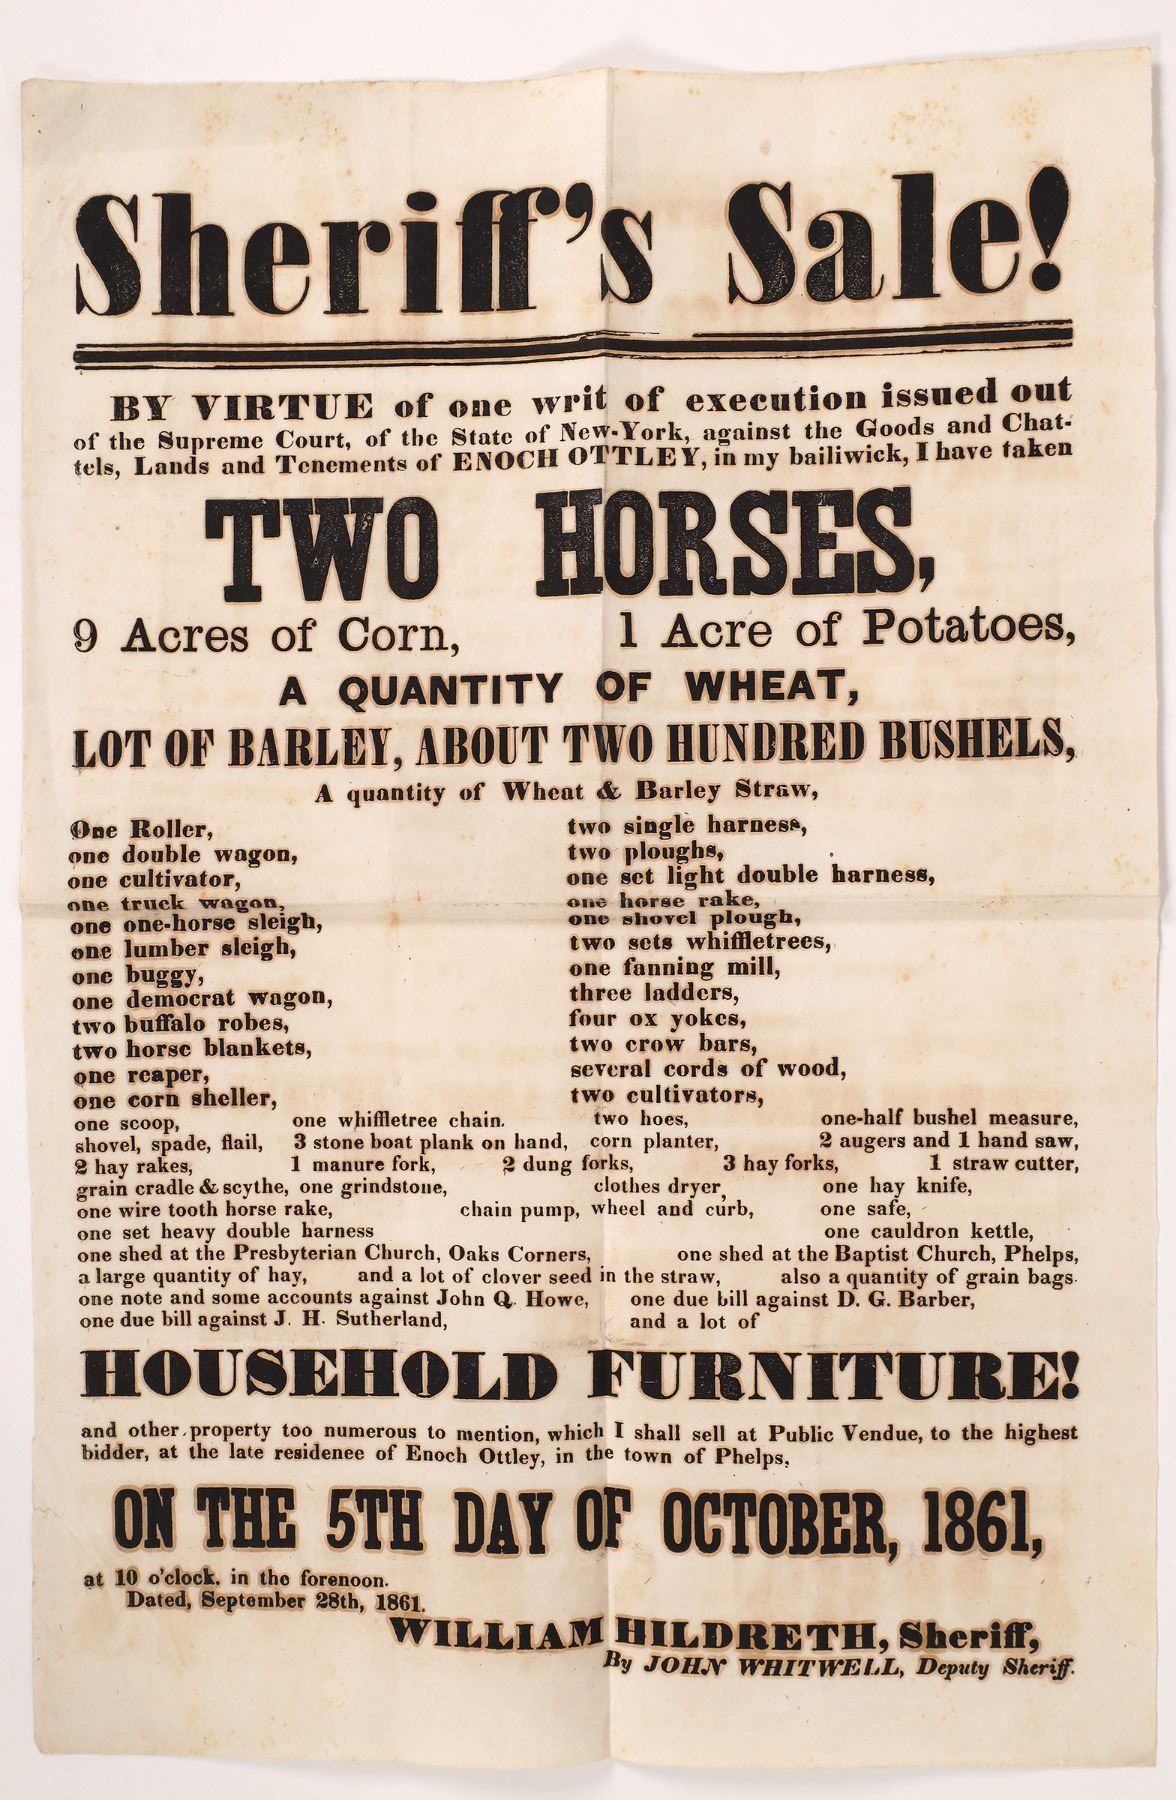 Sheriff's Sale!
BY VIRTUE of one writ of execution issued out
of the Supreme Court, of the State of New-York, against the Goods and Chat-
tels, Lands and Tenements of ENOCH OTTLEY, in my bailiwick, I have taken
TWO HORSES,
9 Acres of Corn, 1 Acre of Potatoes,
A QUANTITY OF WHEAT,
LOT OF BARLEY, ABOUT TWO HUNDRED BUSHELS,
A quantity of Wheat & Barley Straw,
One Roller,
one double wagon,
one cultivator,
one truck wagon,
one one-horse sleigh,
one lumber sleigh,
one buggy,
one democrat wagon,
two buffalo robes,
two horse blankets,
one reaper,
one corn sheller,
two single harness,
two ploughs,
one set light double harness,
one horse rake,
one shovel plough,
two sets whiffletrees,
one fanning mill,
three ladders,
four ox yokes,
two crow bars,
several cords of wood,
two cultivators,
one scoop, one whiffletree chain. two hoes, one-half bushel measure,
shovel, spade, flail, 3 stone boat plank on hand, corn planter, 2 augers and 1 hand saw,
2 hay rakes, 1 manure fork, 2 dung forks, 3 hay forks, 1 straw cutter,
grain cradle & scythe, one grindstone, clothes dryer, one hay knife,
one wire tooth horse rake, chain pump, wheel and curb, one safe,
one set heavy double harness one cauldron kettle,
one shed at the Presbyterian Church, Oaks Corners, one shed at the Baptist Church, Phelps,
a large quantity of hay, and a lot of clover seed in the straw, also a quantity of grain bags.
one note and some accounts against John Q. Howe, one due bill against D. G. Barber,
one due bill against J. H. Sutherland, and a lot of
HOUSEHOLD FURNITURE!
and other property too numerous to mention, which I shall sell at Public Vendue, to the highest
bidder, at the late residenee of Enoch Ottley, in the town of Phelps,
ON THE 5TH DAY OF OCTOBER, 1861,
at 10 o'clock, in the forenoon.
Dated, September 28th, 1861.
WILLIAM HILDRETH, Sheriff,
By JOHN WHITWELL, Deputy Sheriff.